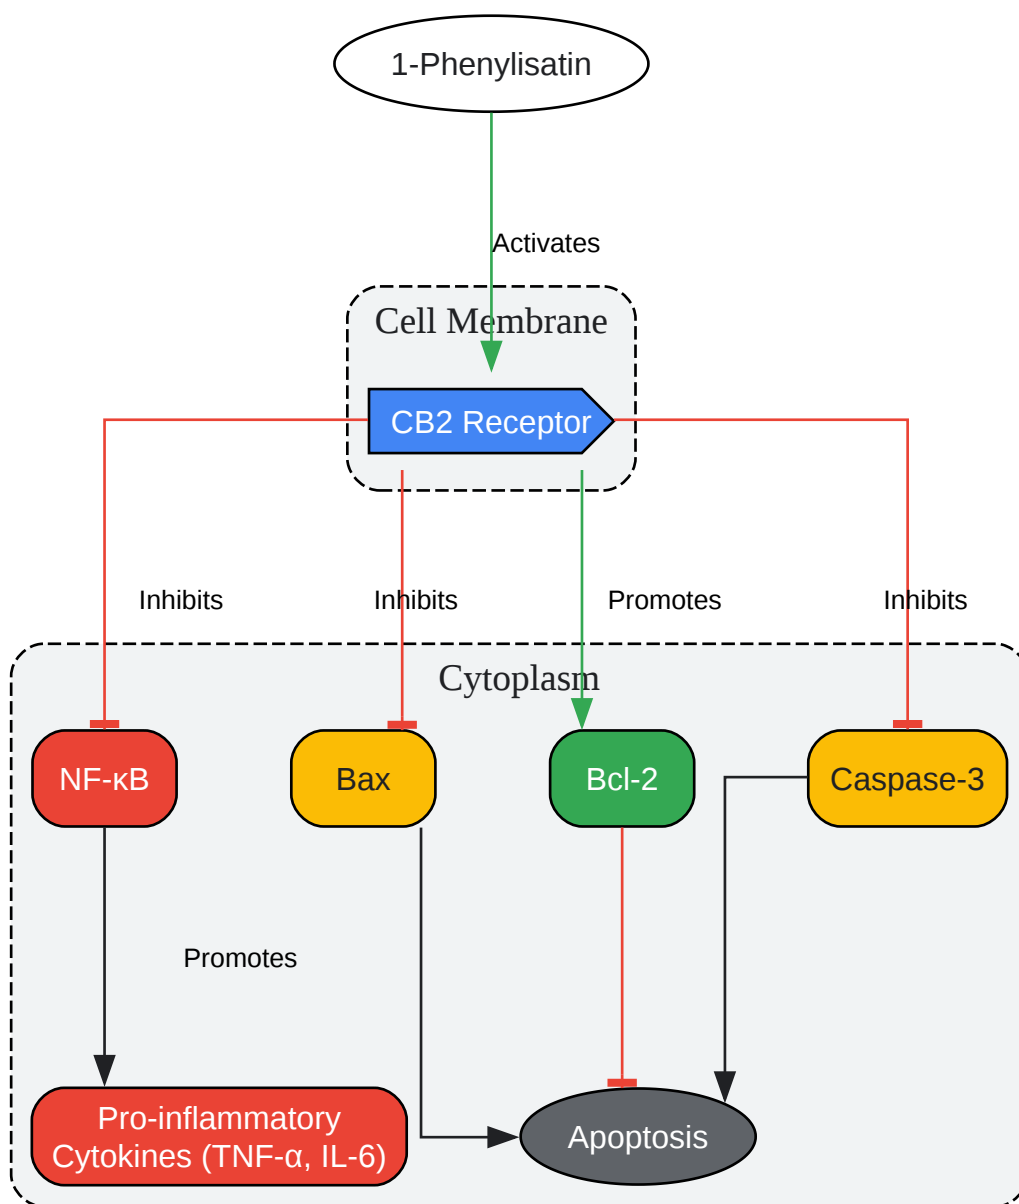 1-Phenylisatin
Activates
Cell Membrane
CB2 Receptor
Inhibits
Inhibits
Promotes
Inhibits
Cytoplasm
NF-κB
Bax
Bcl-2
Caspase-3
Promotes
Pro-inflammatory
Cytokines (TNF-α, IL-6)
Apoptosis